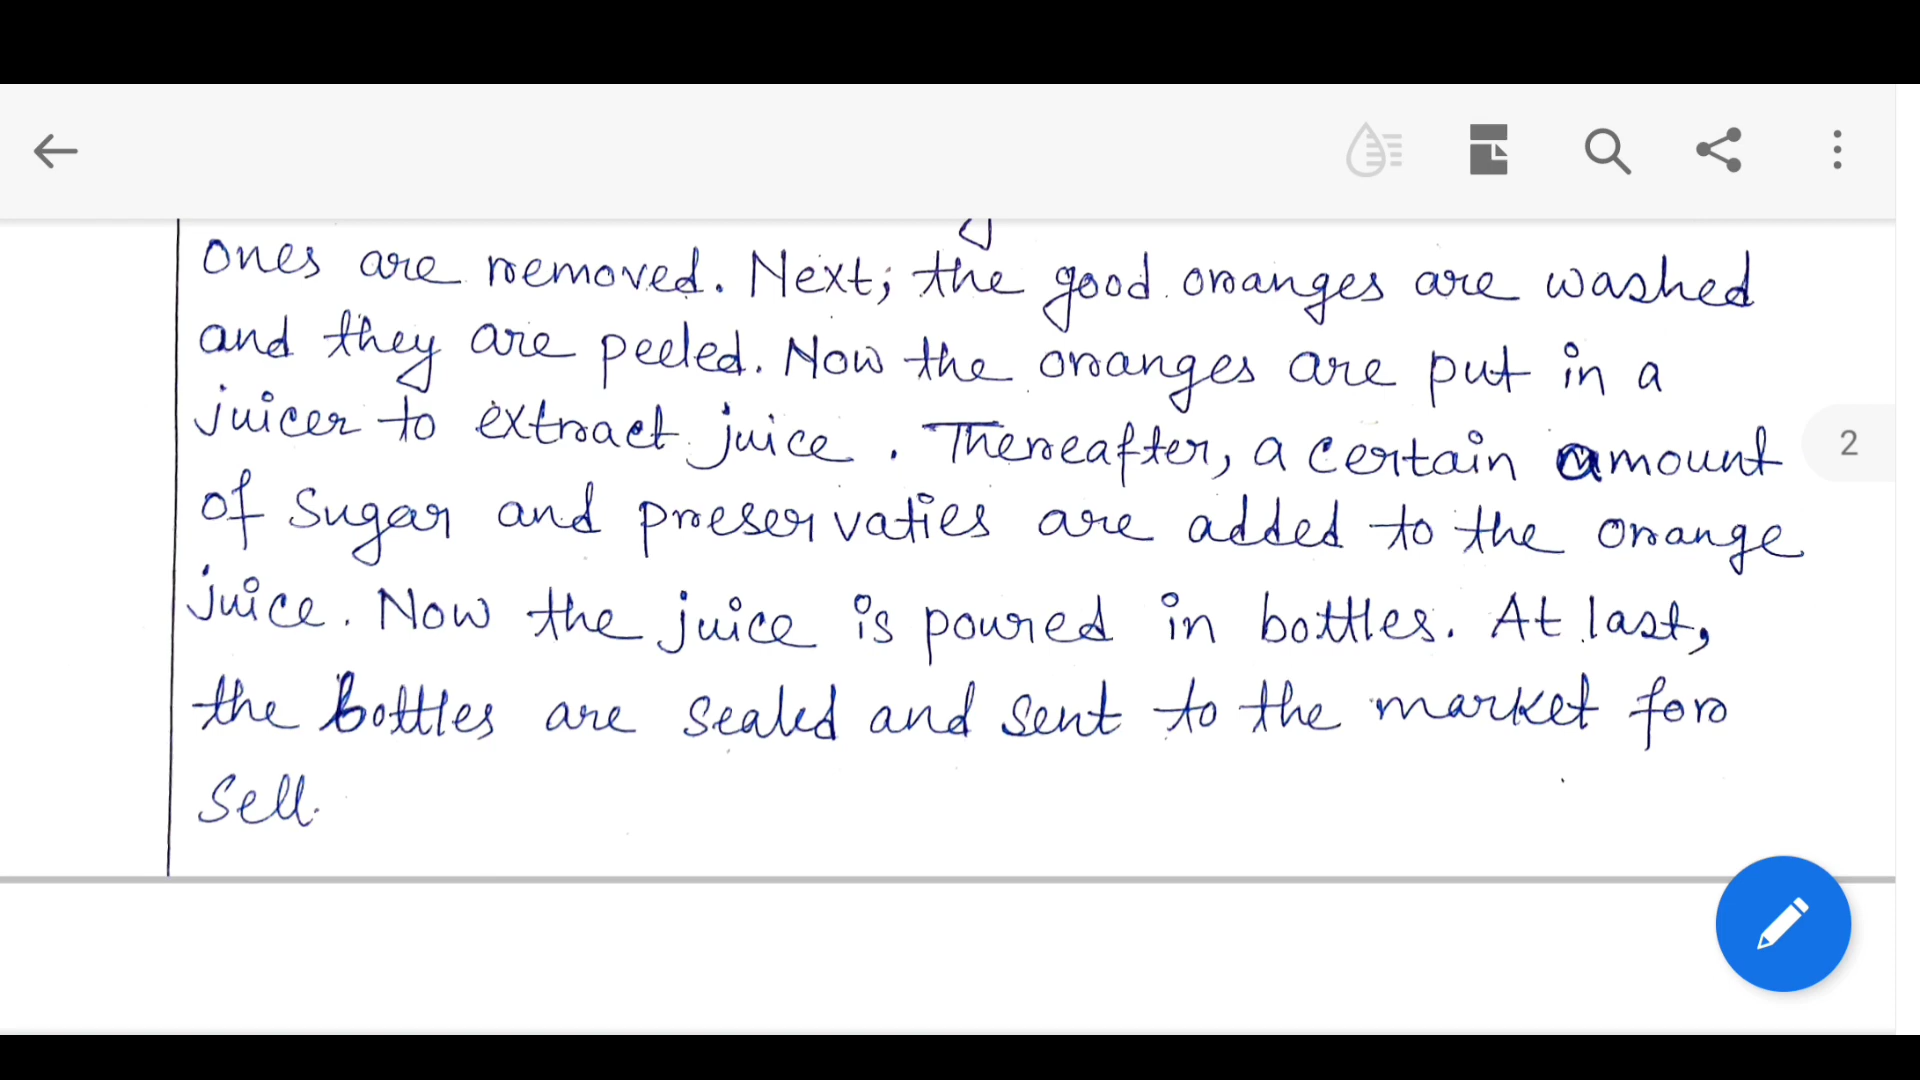 ones are removed. Next; the good oranges are washed
and they are peeled. Now the oranges are put in a
juicer to extract juice. Thereafter, a certain amount
2
of sugar and preservaties are added to the orange
juice. Now the juice is poured in bottles. At last,
the bottles are sealed and sent to the market for
sell.